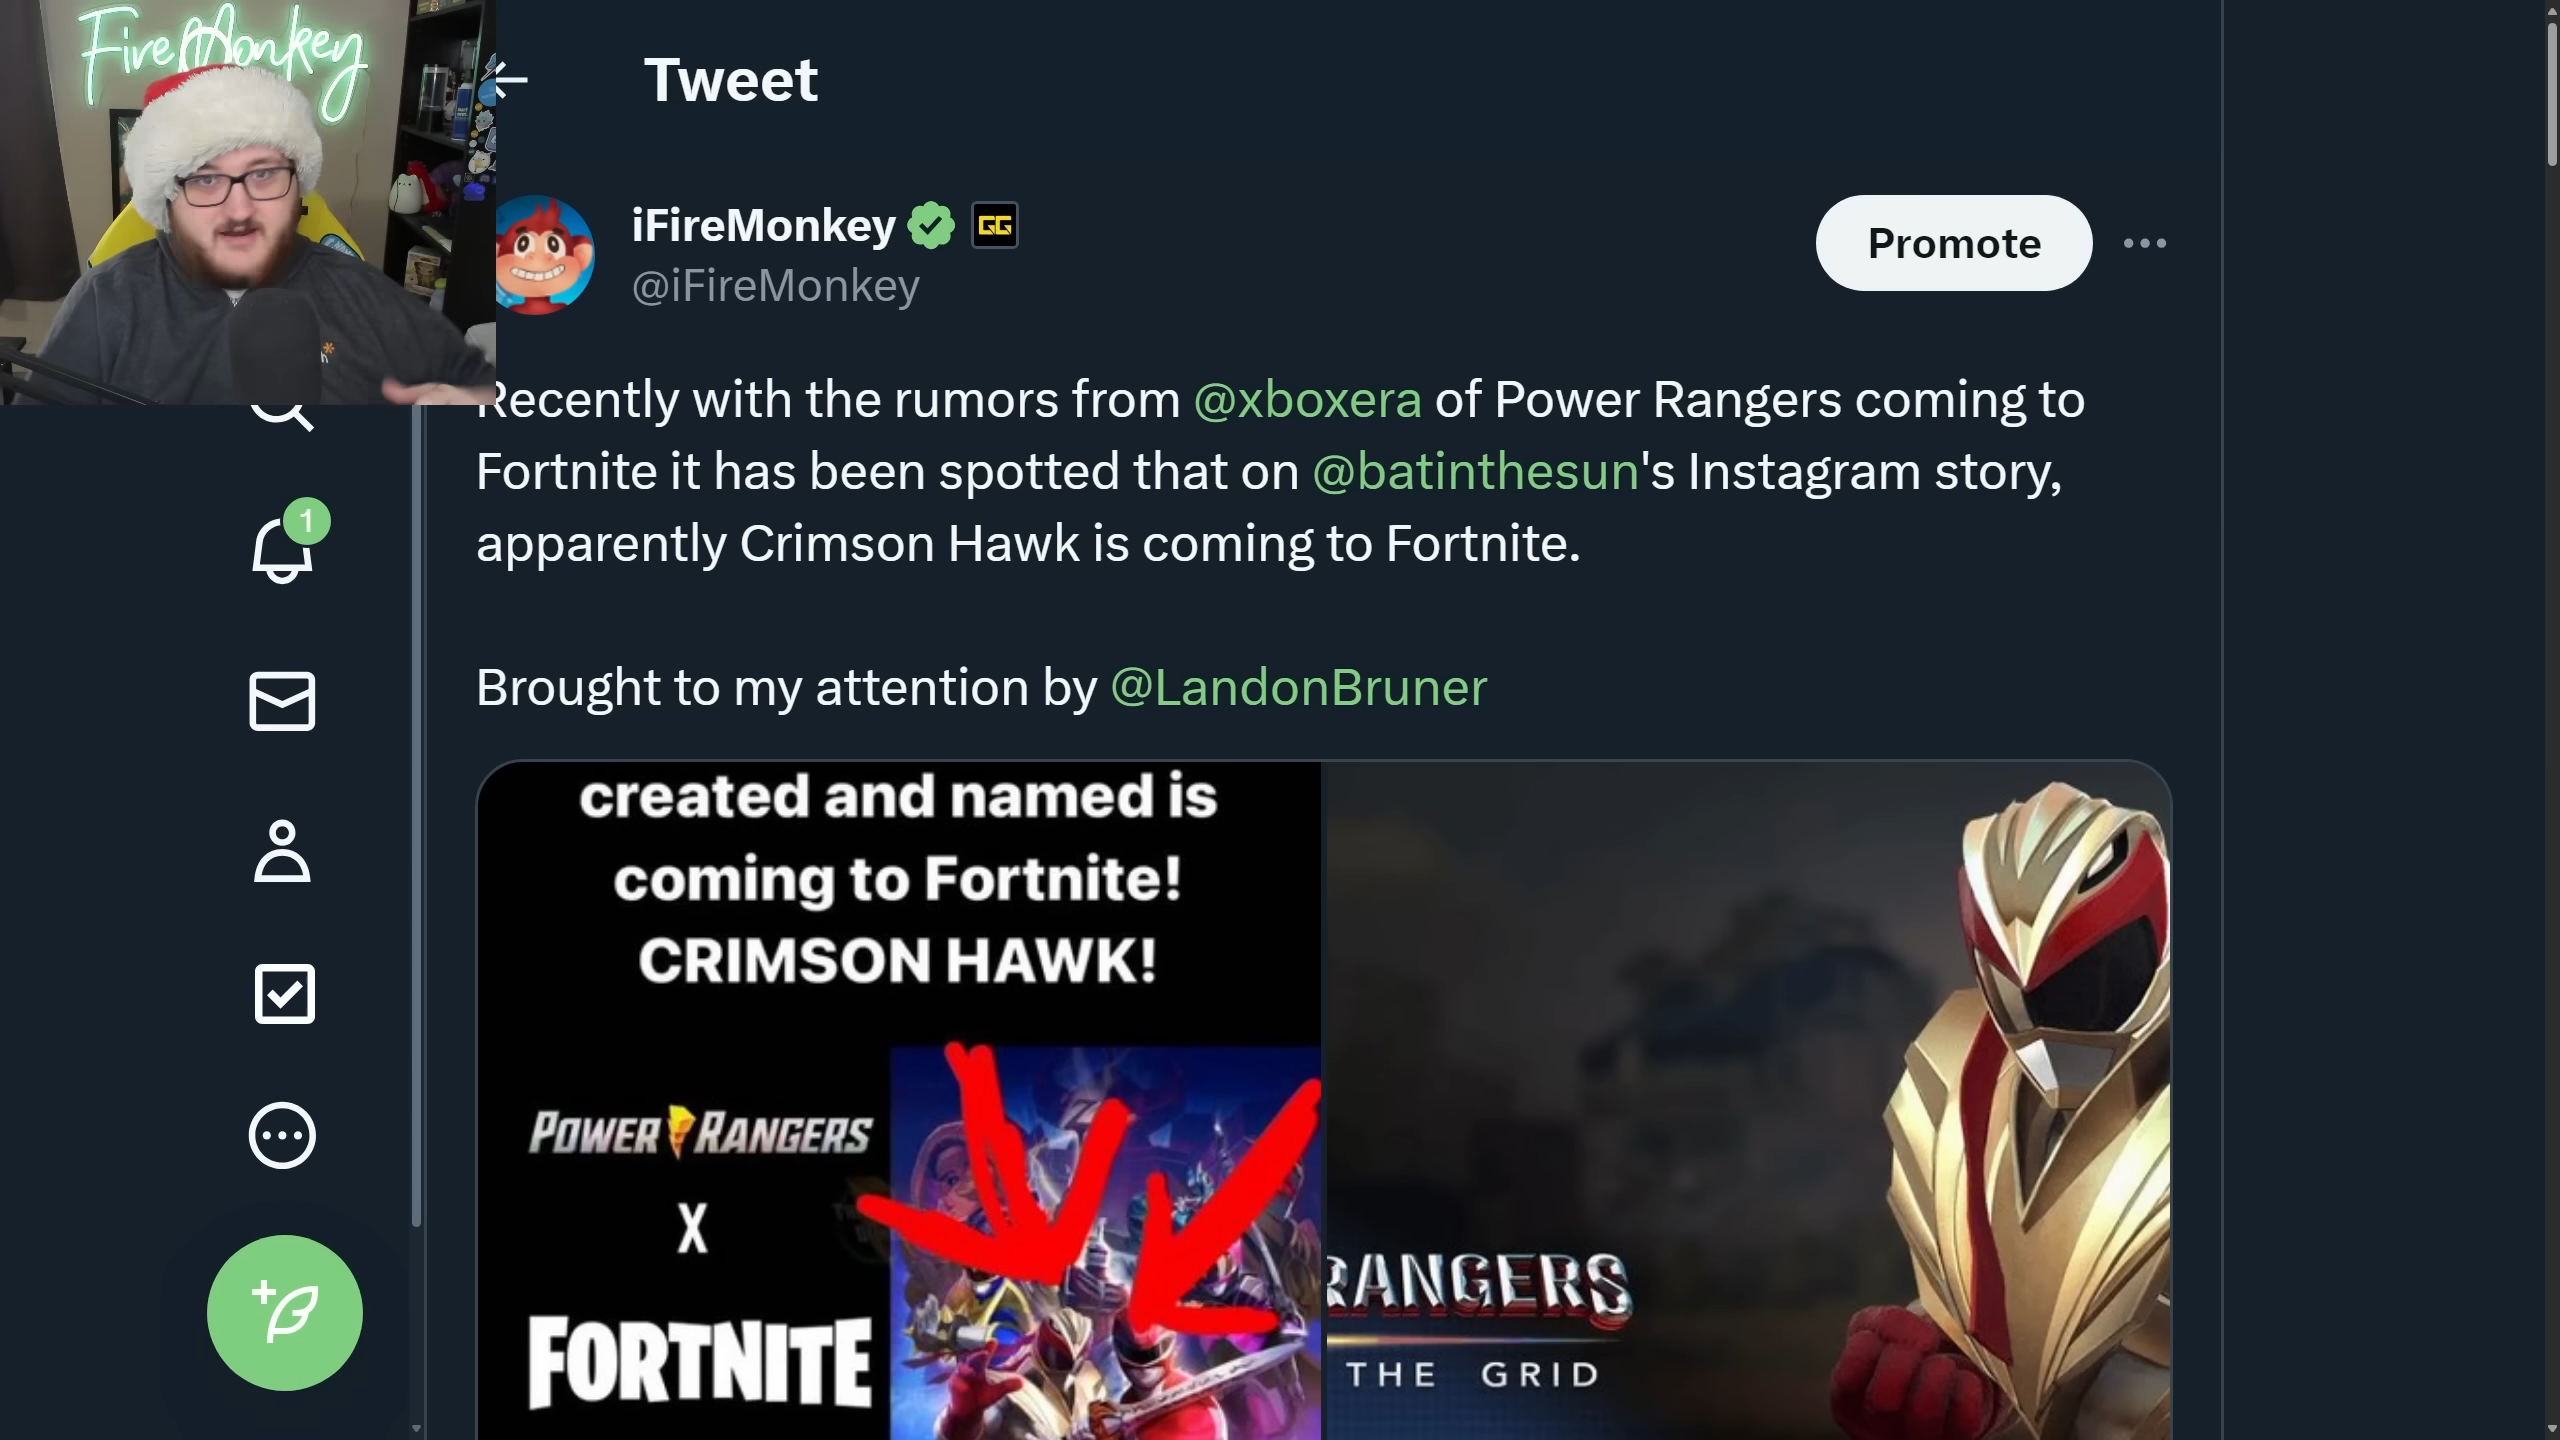 FireMonkey
Tweet
iFireMonkey GG
@iFireMonkey
Promote
Recently with the rumors from @xboxera of Power Rangers coming to
Fortnite it has been spotted that on @batinthesun's Instagram story,
apparently Crimson Hawk is coming to Fortnite.
Brought to my attention by @LandonBruner
1
created and named is
coming to Fortnite!
CRIMSON HAWK!
POWER RANGERS
X
FORTNITE
RANGERS
THE GRID